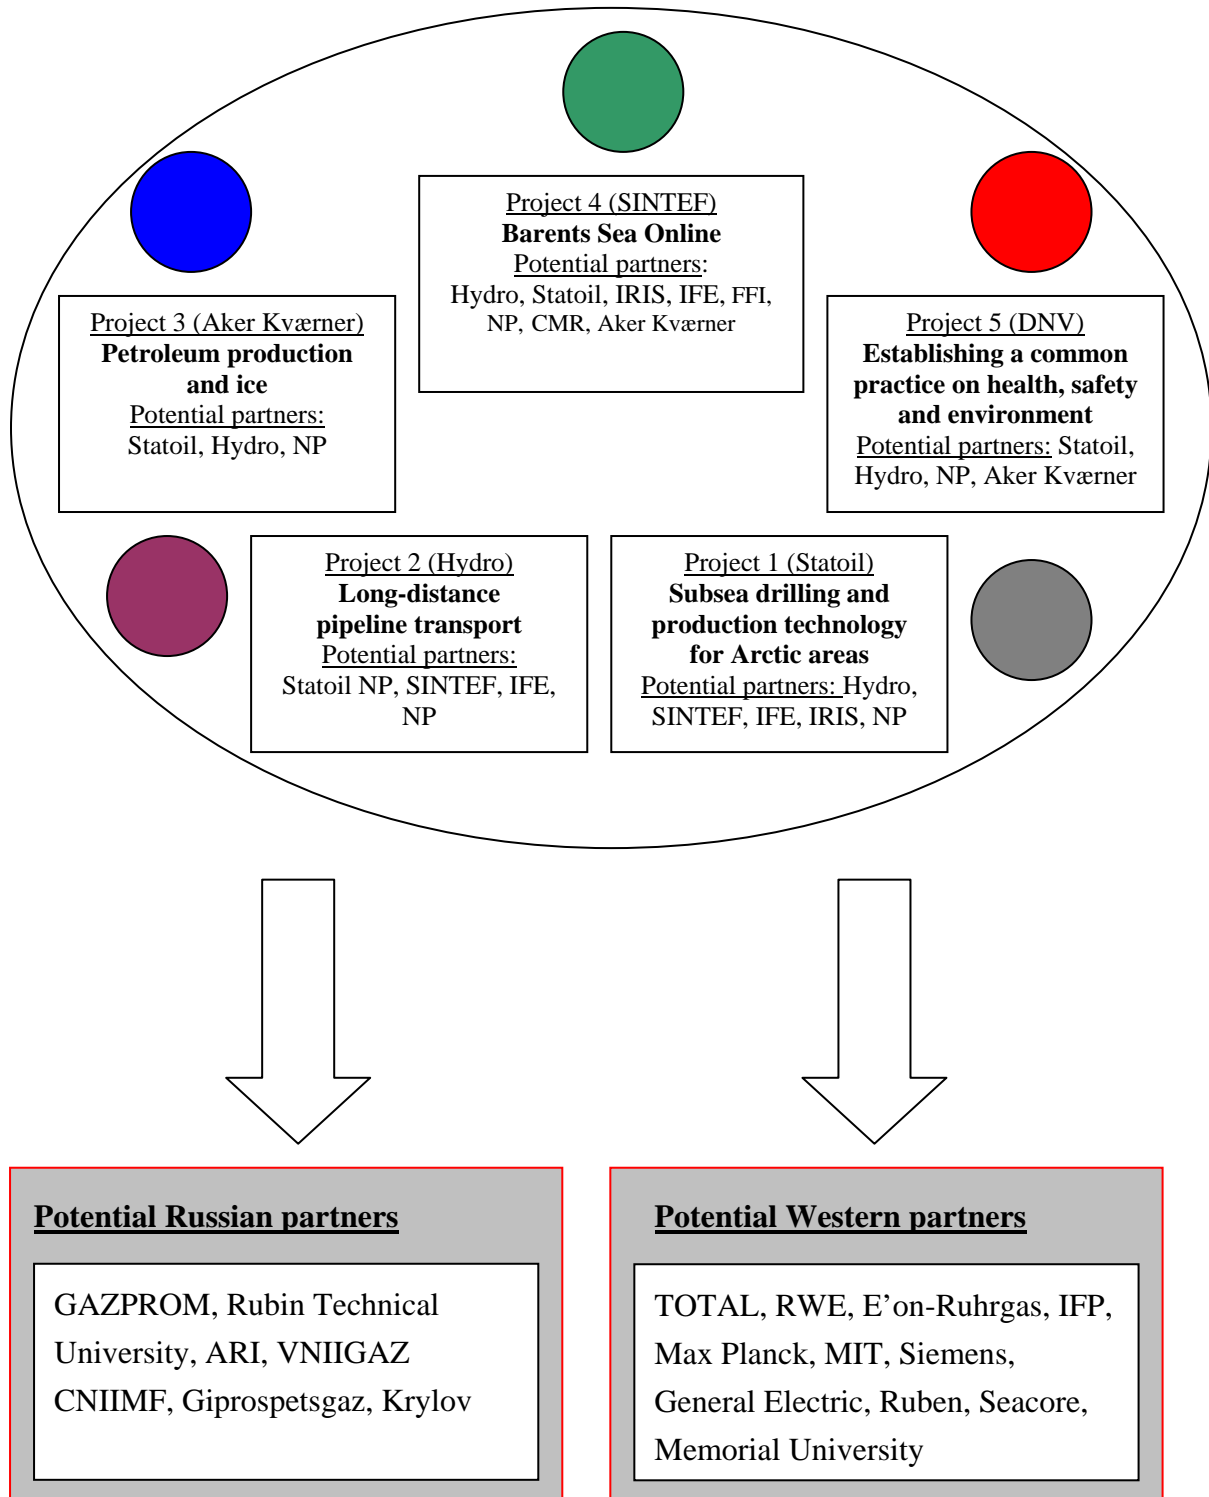 Project 4 (SINTEF)
Barents Sea Online
Potential partners:
Hydro, Statoil, IRIS, IFE, FFI,
NP, CMR, Aker Kværner
Project 3 (Aker Kværner)
Petroleum production
and ice
Potential partners:
Statoil, Hydro, NP
Project 5 (DNV)
Establishing a common
practice on health, safety
and environment
Potential partners: Statoil,
Hydro, NP, Aker Kværner
Project 2 (Hydro)
Long-distance
pipeline transport
Potential partners:
Statoil NP, SINTEF, IFE,
NP
Project 1 (Statoil)
Subsea drilling and
production technology
for Arctic areas
Potential partners: Hydro,
SINTEF, IFE, IRIS, NP
Potential Russian partners
GAZPROM, Rubin Technical
University, ARI, VNIIGAZ
CNIIMF, Giprospetsgaz, Krylov
Potential Western partners
TOTAL, RWE, E’on-Ruhrgas, IFP,
Max Planck, MIT, Siemens,
General Electric, Ruben, Seacore,
Memorial University